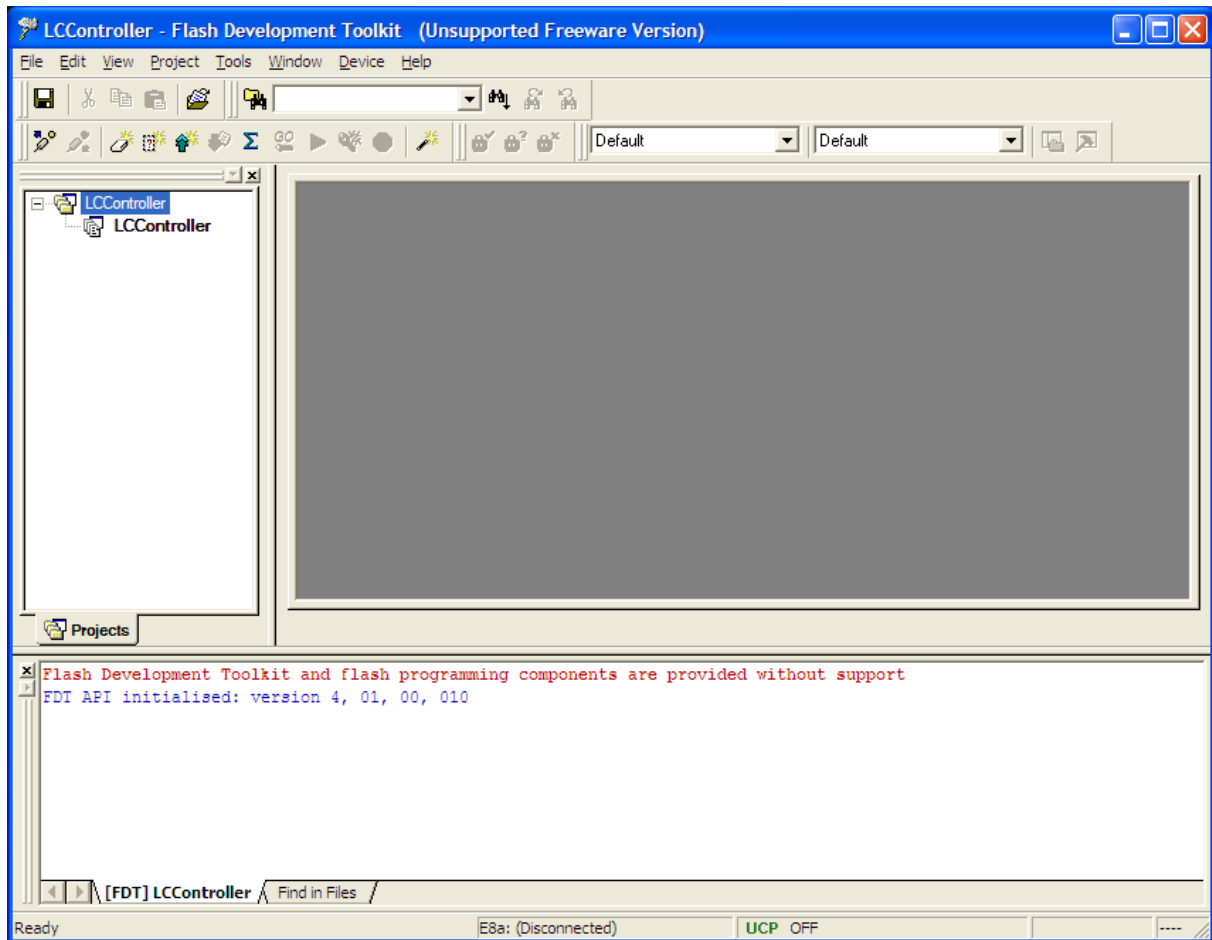 LCController - Flash Development Toolkit (Unsupported Freeware Version)
File Edit View Project Tools Window Device Help
Default Default
LCController
LCController
Projects
Flash Development Toolkit and flash programming components are provided without support
FDT API initialised: version 4, 01, 00, 010
[FDT] LCController Find in Files
Ready E8a: (Disconnected) UCP OFF ----